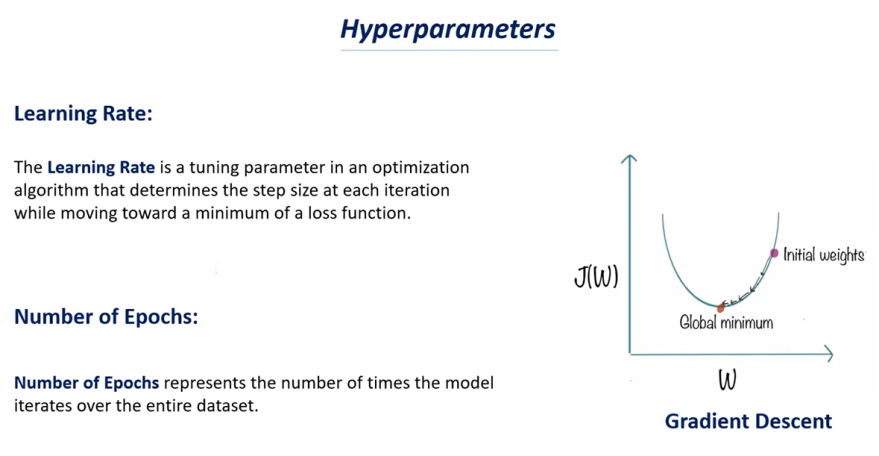 Hyperparameters
Learning Rate:
The Learning Rate is a tuning parameter in an optimization
algorithm that determines the step size at each iteration
while moving toward a minimum of a loss function.
Number of Epochs:
Number of Epochs represents the number of times the model
iterates over the entire dataset.
J(W)
Initial weights
Global minimum
W
Gradient Descent